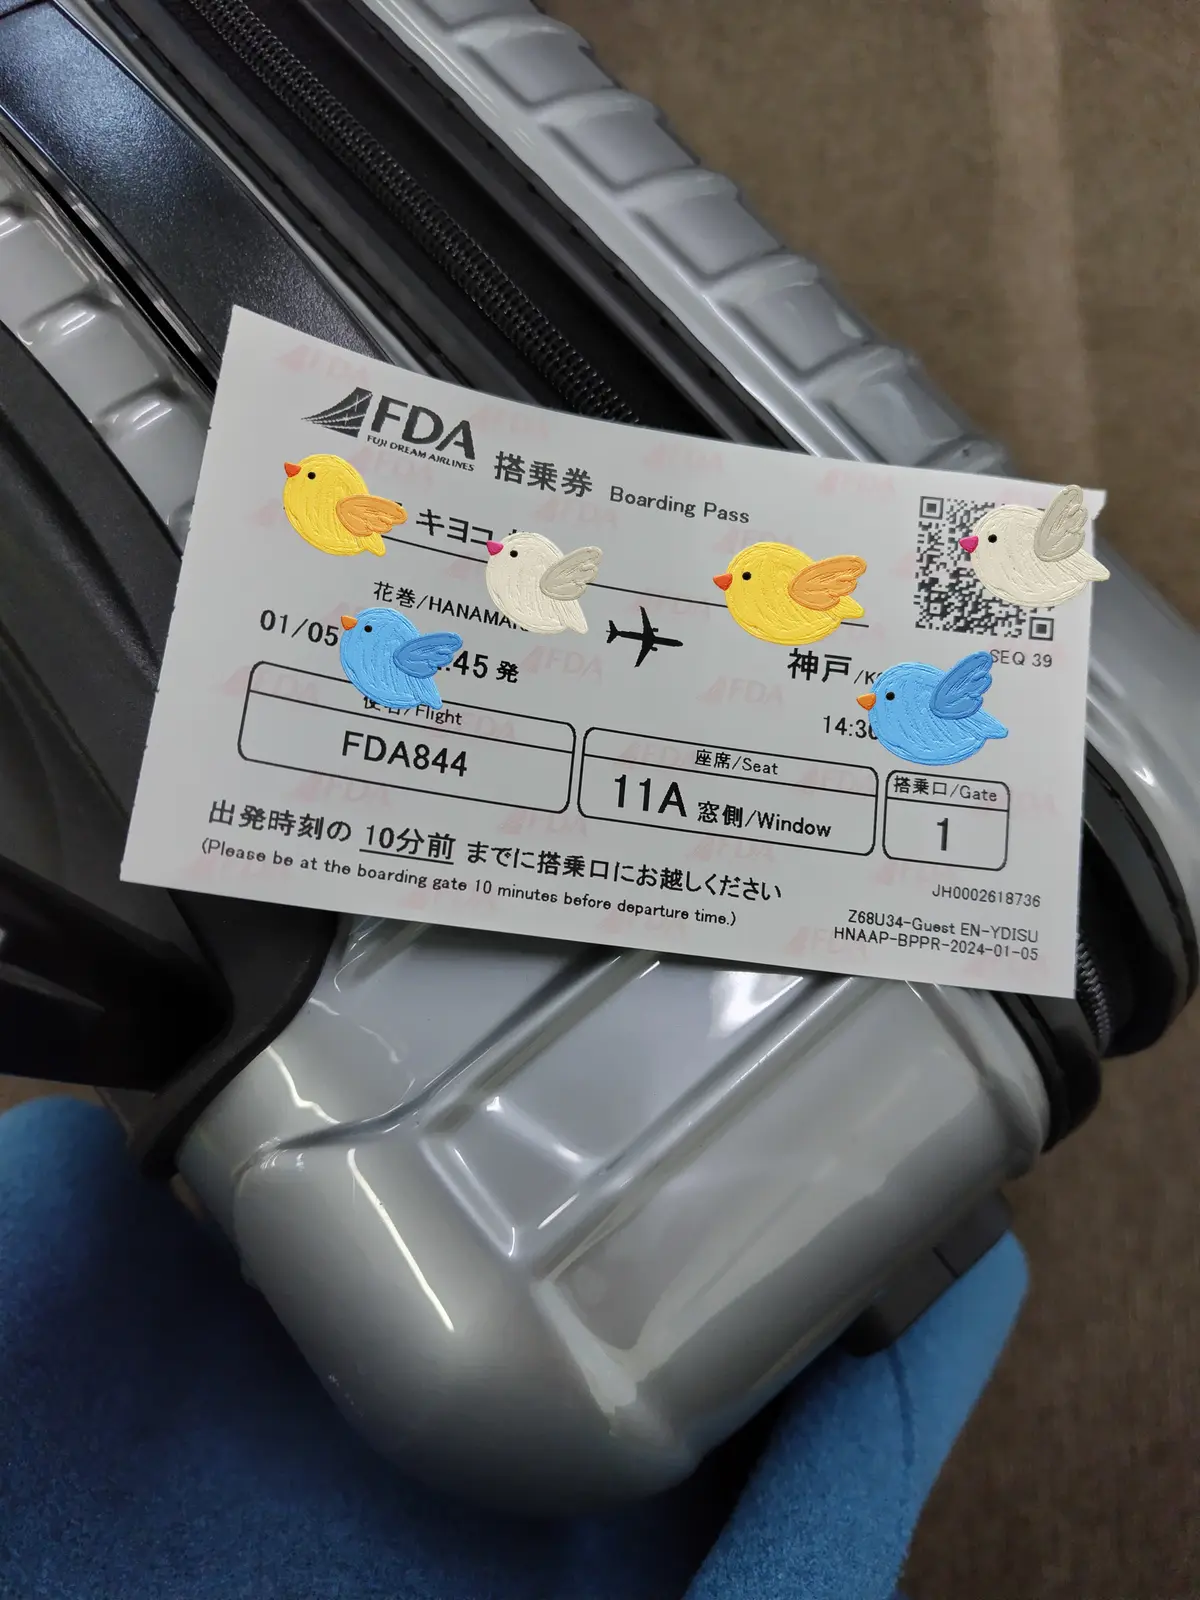 FDA
FUJI DREAM AIRLINES
搭乗券 Boarding Pass
キヨコ
花巻/HANAMAK
神戸/K
SEQ 39
01/05 :45 発
14:30
便名/Flight
FDA844
座席/Seat
11A 窓側/Window
搭乗口/Gate
1
出発時刻の 10分前 までに搭乗口にお越しください
(Please be at the boarding gate 10 minutes before departure time.)
JH0002618736
Z68U34-Guest EN-YDISU
HNAAP-BPPR-2024-01-05